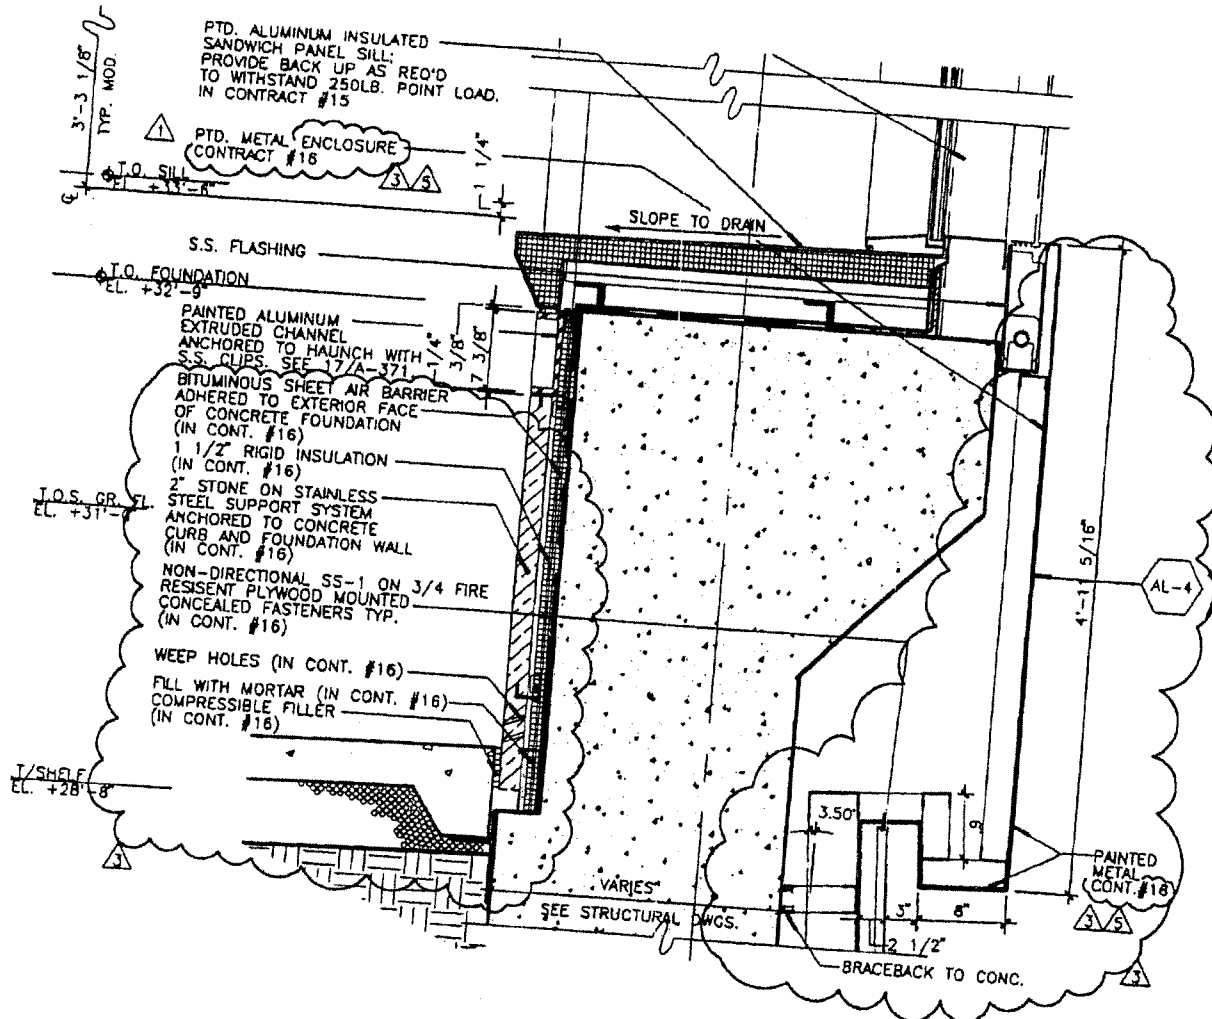 3'-3 1/8"
TYP. MOD.
PTD. ALUMINUM INSULATED
SANDWICH PANEL SILL;
PROVIDE BACK UP AS REQ'D
TO WITHSTAND 250LB. POINT LOAD.
IN CONTRACT #15
1
PTD. METAL ENCLOSURE
CONTRACT #16
3 5
1 1/4"
T.O. SILL
EL. +33'-6"
SLOPE TO DRAIN
S.S. FLASHING
T.O. FOUNDATION
EL. +32'-9"
PAINTED ALUMINUM
EXTRUDED CHANNEL
ANCHORED TO HAUNCH WITH
S.S. CLIPS. SEE 17/A-371
1/4"
3/8"
7 3/8"
BITUMINOUS SHEET AIR BARRIER
ADHERED TO EXTERIOR FACE
OF CONCRETE FOUNDATION
(IN CONT. #16)
1 1/2" RIGID INSULATION
(IN CONT. #16)
T.O.S. GR. FL.
EL. +31'-
2" STONE ON STAINLESS
STEEL SUPPORT SYSTEM
ANCHORED TO CONCRETE
CURB AND FOUNDATION WALL
(IN CONT. #16)
NON-DIRECTIONAL SS-1 ON 3/4 FIRE
RESISENT PLYWOOD MOUNTED
CONCEALED FASTENERS TYP.
(IN CONT. #16)
WEEP HOLES (IN CONT. #16)
FILL WITH MORTAR (IN CONT. #16)
COMPRESSIBLE FILLER
(IN CONT. #16)
T/SHELF
EL. +28'-8"
3
4'-1 5/16"
AL-4
3.50"
9"
PAINTED
METAL
CONT. #16
3 5
VARIES
SEE STRUCTURAL DWGS.
3"
8"
2 1/2"
BRACEBACK TO CONC.
3